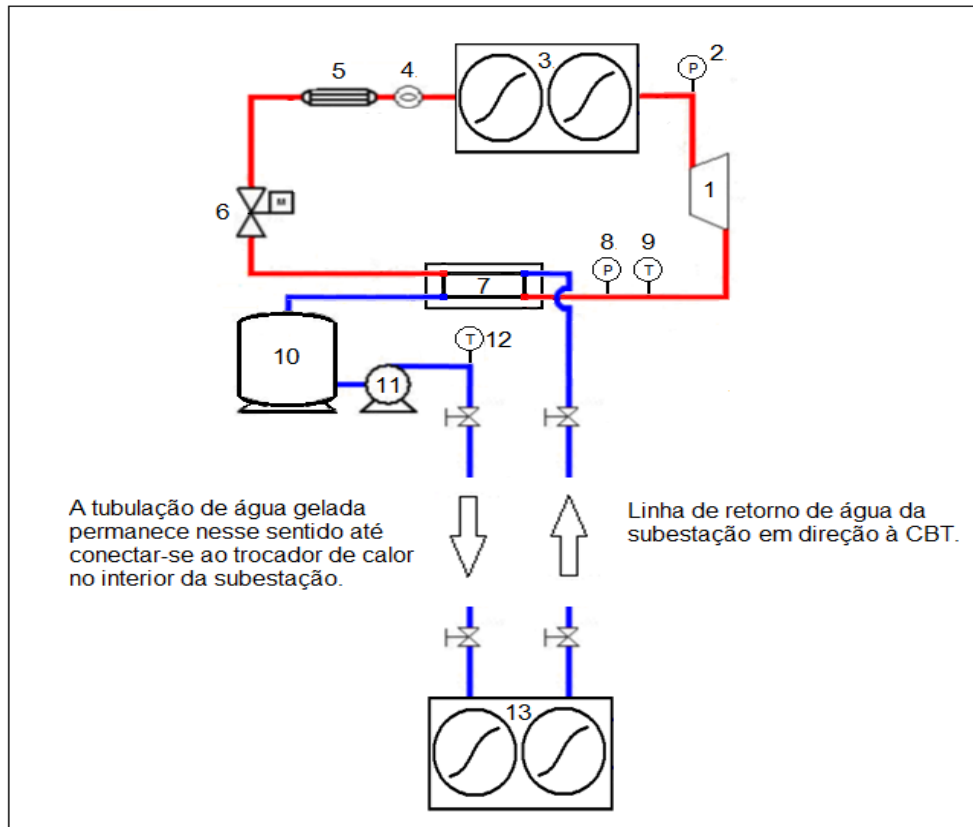 5 4 3 2
P
1
6 M
8 9
7 P T
T 12
10
11
A tubulação de água gelada
permanece nesse sentido até
conectar-se ao trocador de calor
no interior da subestação.
Linha de retorno de água da
subestação em direção à CBT.
13